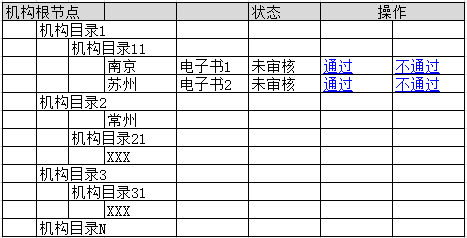 机构根节点 状态 操作
机构目录1
机构目录11
南京 电子书1 未审核 通过 不通过
苏州 电子书2 未审核 通过 不通过
机构目录2
常州
机构目录21
XXX
机构目录3
机构目录31
XXX
机构目录N